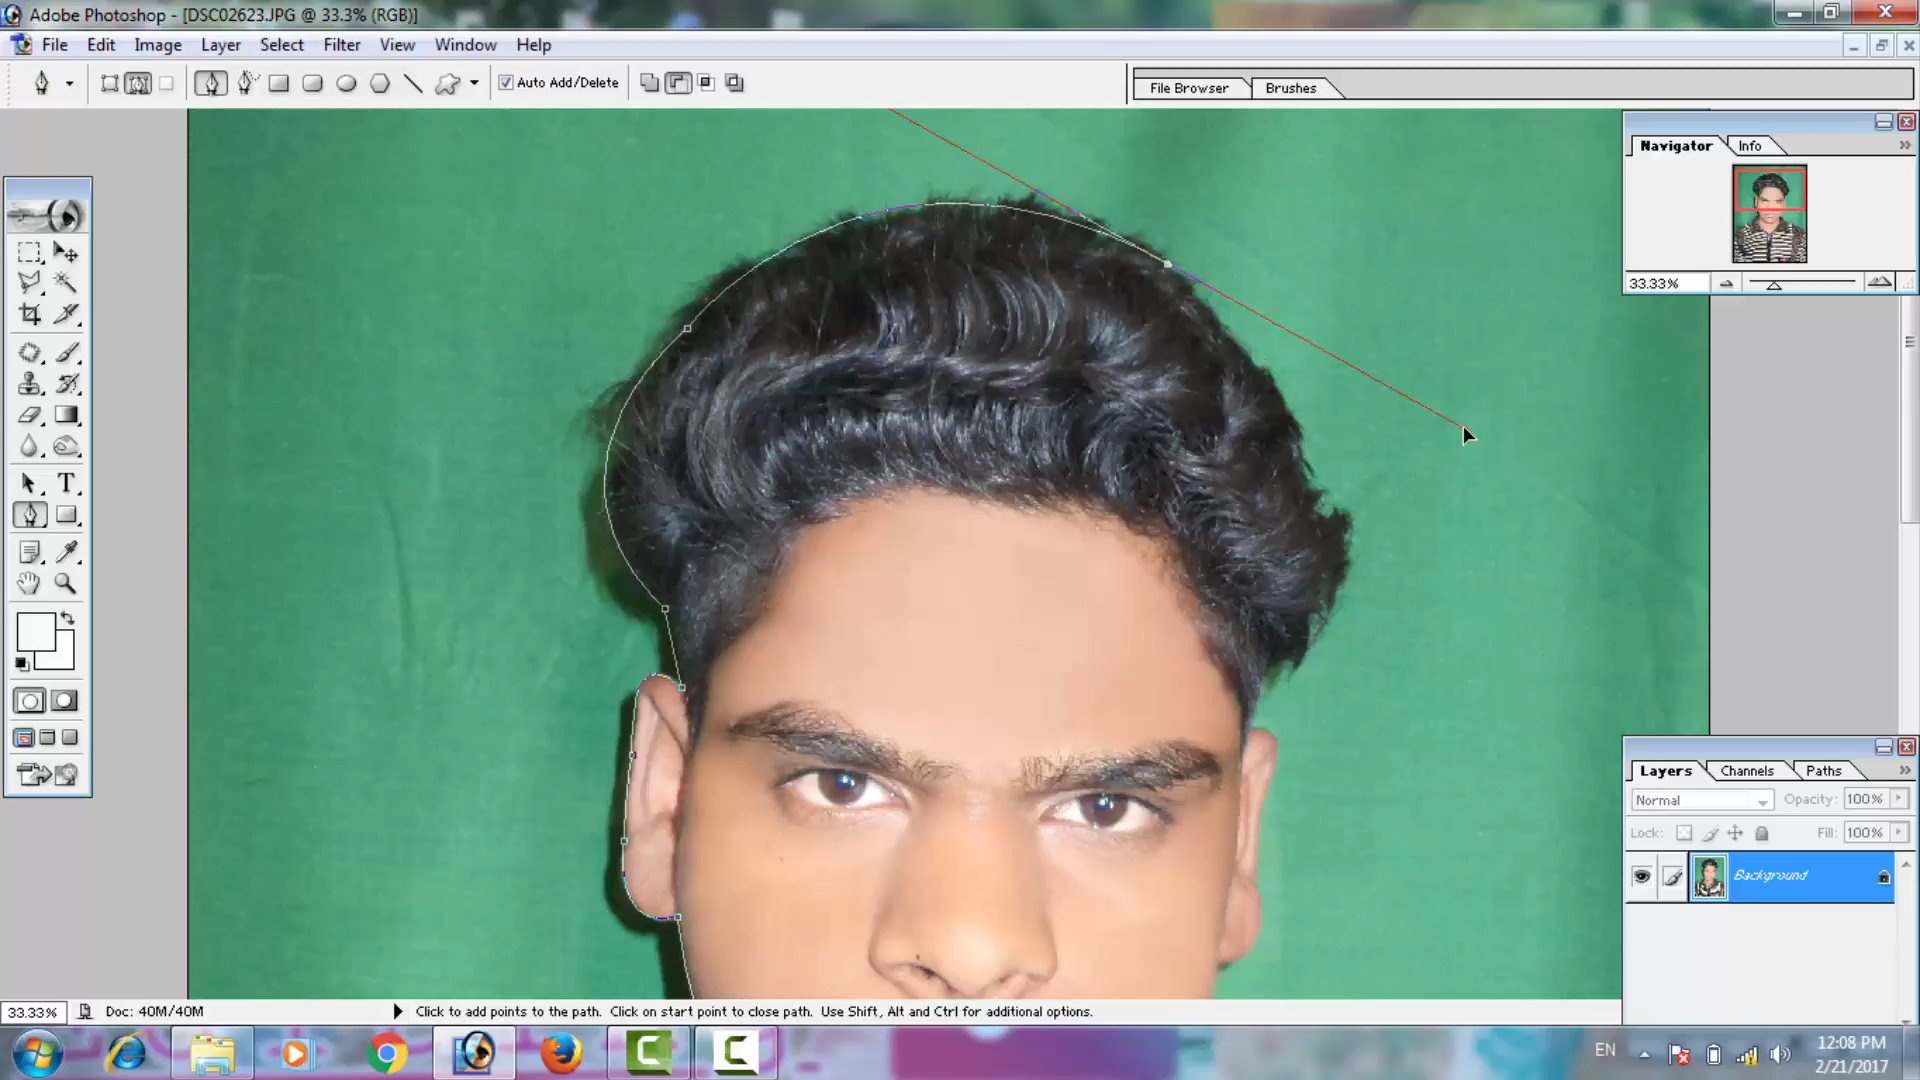 Adobe Photoshop - [DSC02623.JPG @ 33.3% (RGB)]
File Edit Image Layer Select Filter View Window Help
Auto Add/Delete
File Browser Brushes
Navigator Info
33.33%
T
Layers Channels Paths
Normal Opacity: 100%
Lock: Fill: 100%
Background
33.33% Doc: 40M/40M Click to add points to the path. Click on start point to close path. Use Shift, Alt and Ctrl for additional options.
EN 12:08 PM
2/21/2017